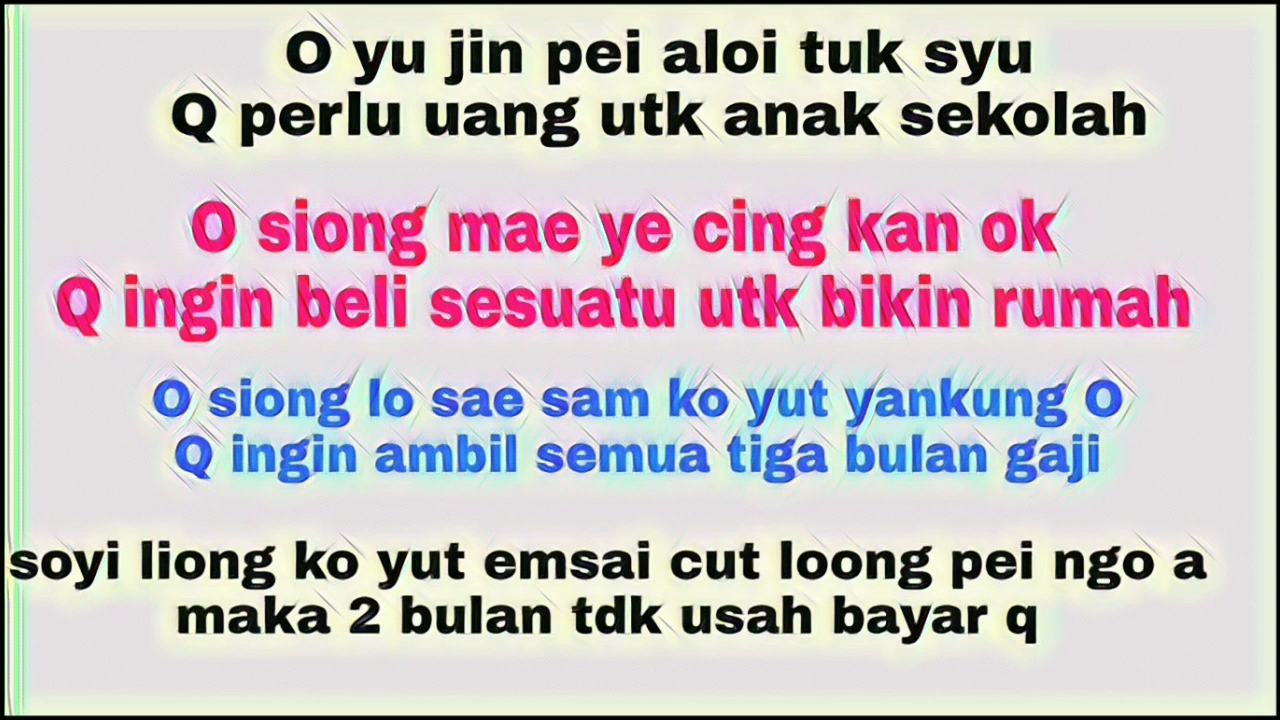 O yu jin pei aloi tuk syu
Q perlu uang utk anak sekolah
O siong mae ye cing kan ok
Q ingin beli sesuatu utk bikin rumah
O siong lo sae sam ko yut yankung O
Q ingin ambil semua tiga bulan gaji
soyi liong ko yut emsai cut loong pei ngo a
maka 2 bulan tdk usah bayar q